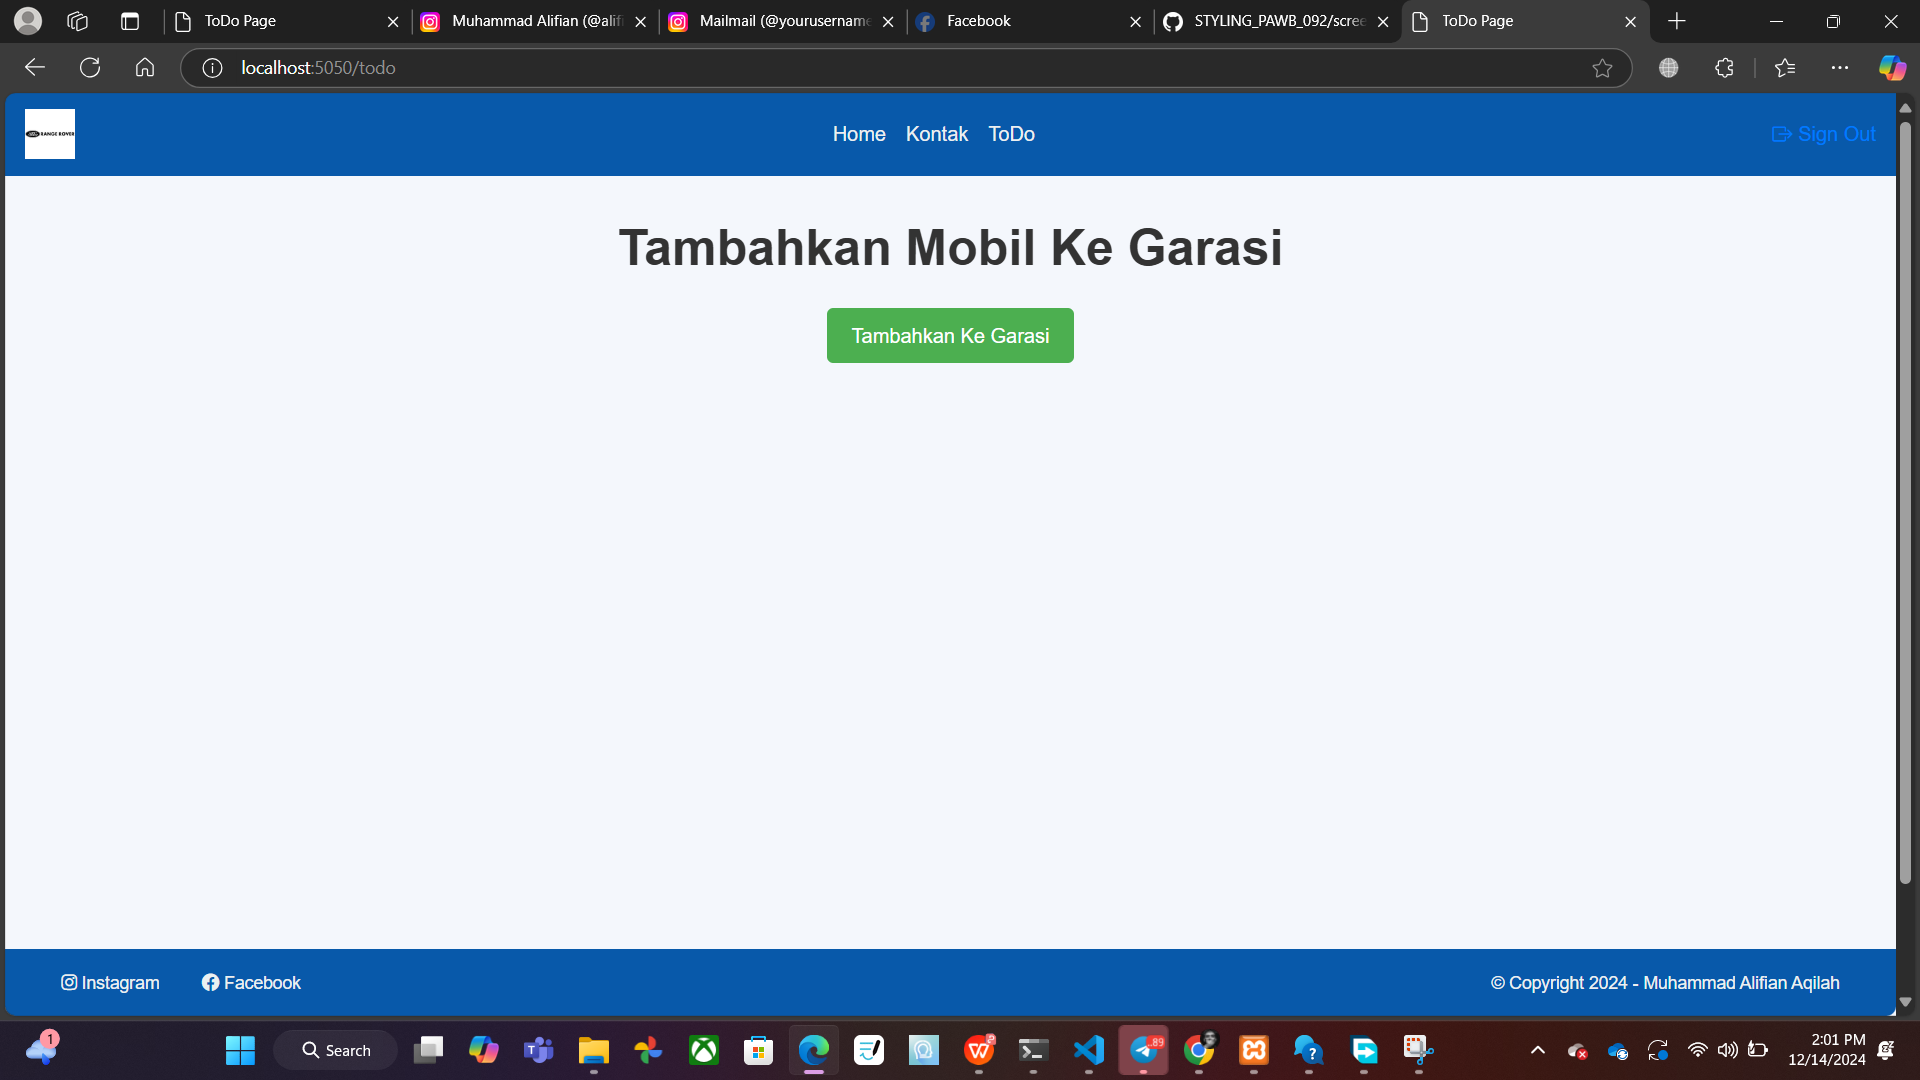 ToDo Page
Muhammad Alifian (@alifi
Mailmail (@yourusername
Facebook
STYLING_PAWB_092/scree
ToDo Page
localhost:5050/todo
RANGE ROVER
Home
Kontak
ToDo
Sign Out
Tambahkan Mobil Ke Garasi
Tambahkan Ke Garasi
Instagram
Facebook
© Copyright 2024 - Muhammad Alifian Aqilah
1
Search
..89
2:01 PM
12/14/2024